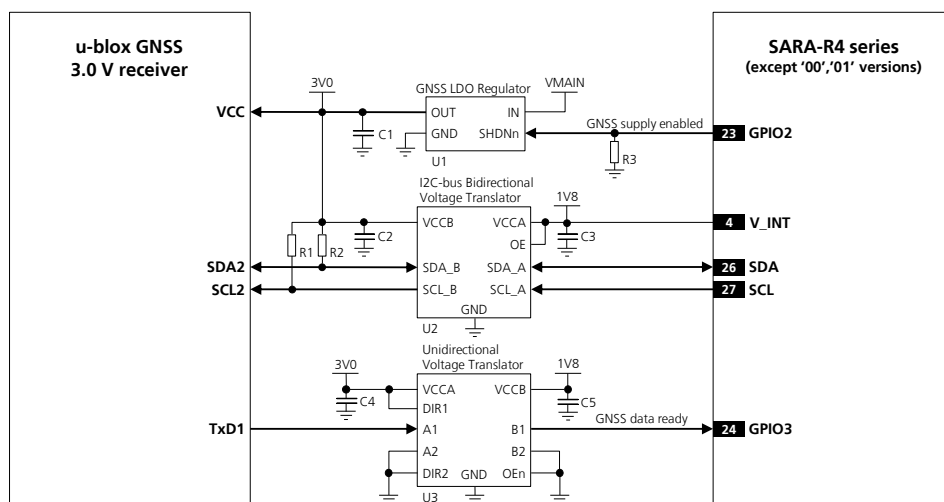 u-blox GNSS
3.0 V receiver
SARA-R4 series
(except ‘00’,’01’ versions)
3V0
GNSS LDO Regulator
VMAIN
VCC
OUT
IN
GND
SHDNn
C1
U1
GNSS supply enabled
R3
23 GPIO2
I2C-bus Bidirectional
Voltage Translator
1V8
VCCB
VCCA
OE
C2
C3
4 V_INT
R1
R2
SDA2
SDA_B
SDA_A
26 SDA
SCL2
SCL_B
SCL_A
27 SCL
GND
U2
Unidirectional
Voltage Translator
3V0
1V8
VCCA
VCCB
C4
C5
DIR1
TxD1
A1
B1
GNSS data ready
24 GPIO3
A2
B2
DIR2
GND
OEn
U3